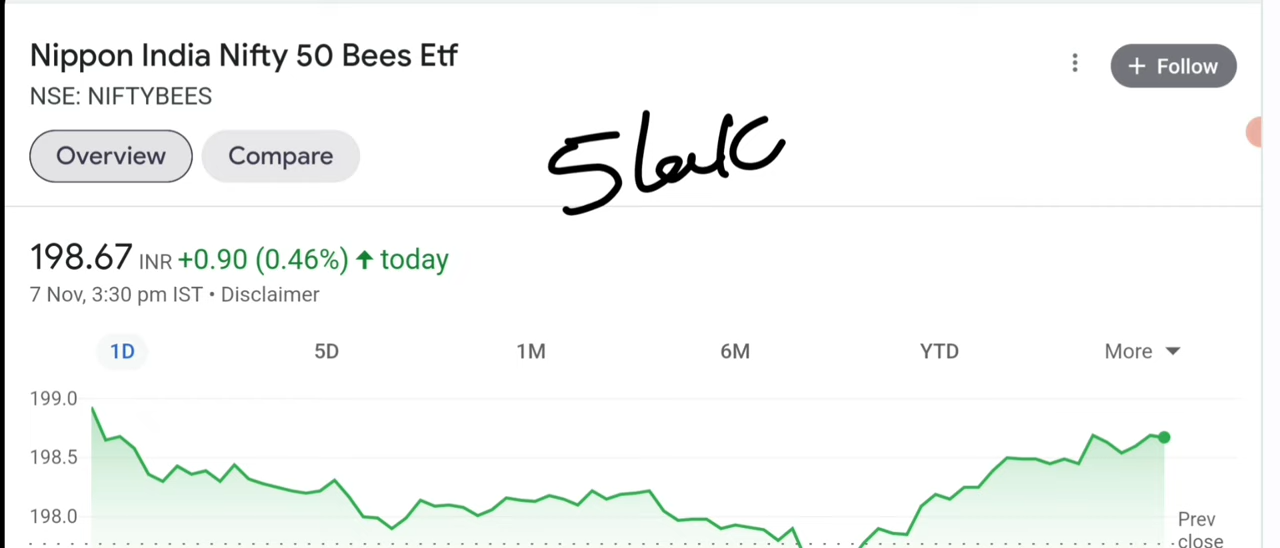 Nippon India Nifty 50 Bees Etf
+ Follow
NSE: NIFTYBEES
Overview
Compare
198.67 INR +0.90 (0.46%) ↑ today
7 Nov, 3:30 pm IST • Disclaimer
1D 5D 1M 6M YTD More
199.0
198.5
198.0
Prev
close